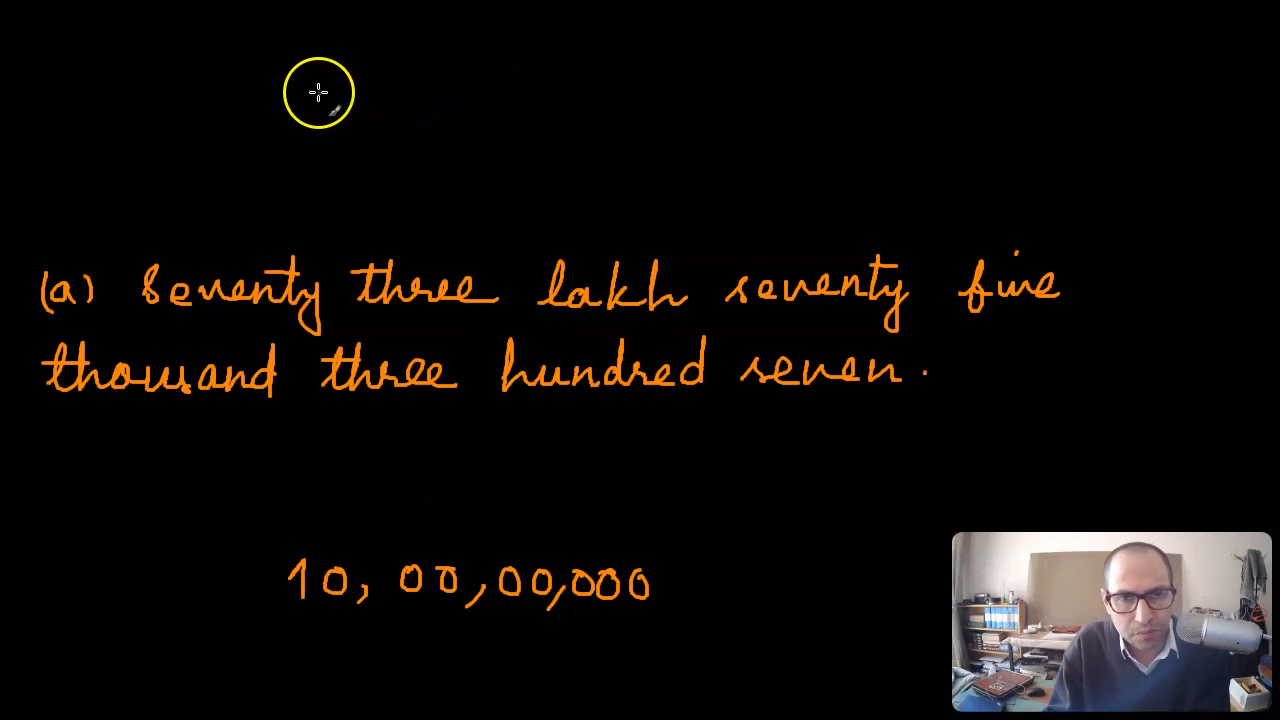 (a) Seventy three lakh seventy five
thousand three hundred seven.
10,00,00,000